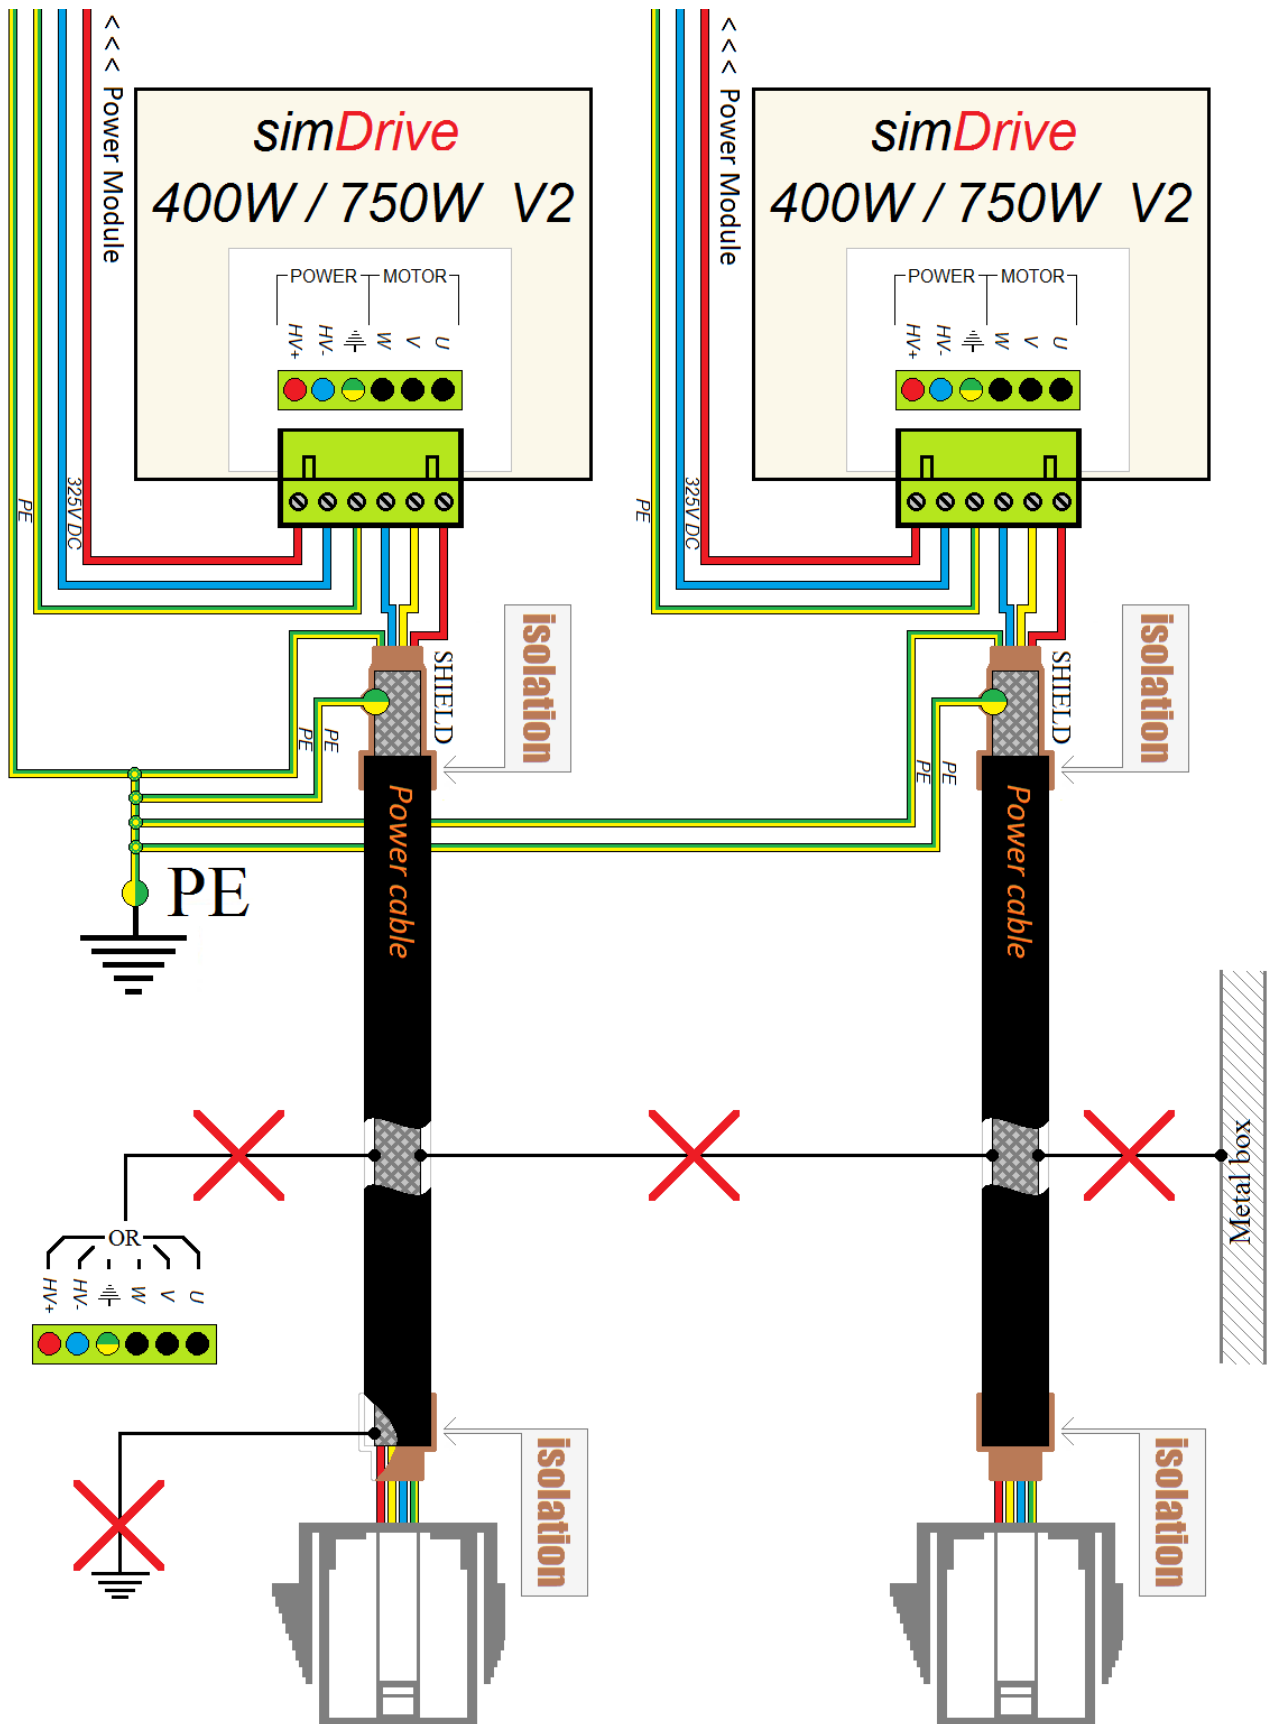 < < < Power Module
simDrive
400W / 750W V2
POWER MOTOR
HV+ HV- W V U
PE
325V DC
SHIELD
isolation
PE
PE
Power cable
PE
< < < Power Module
simDrive
400W / 750W V2
POWER MOTOR
HV+ HV- W V U
PE
325V DC
SHIELD
isolation
PE
PE
Power cable
Metal box
OR
HV+ HV- W V U
isolation
isolation